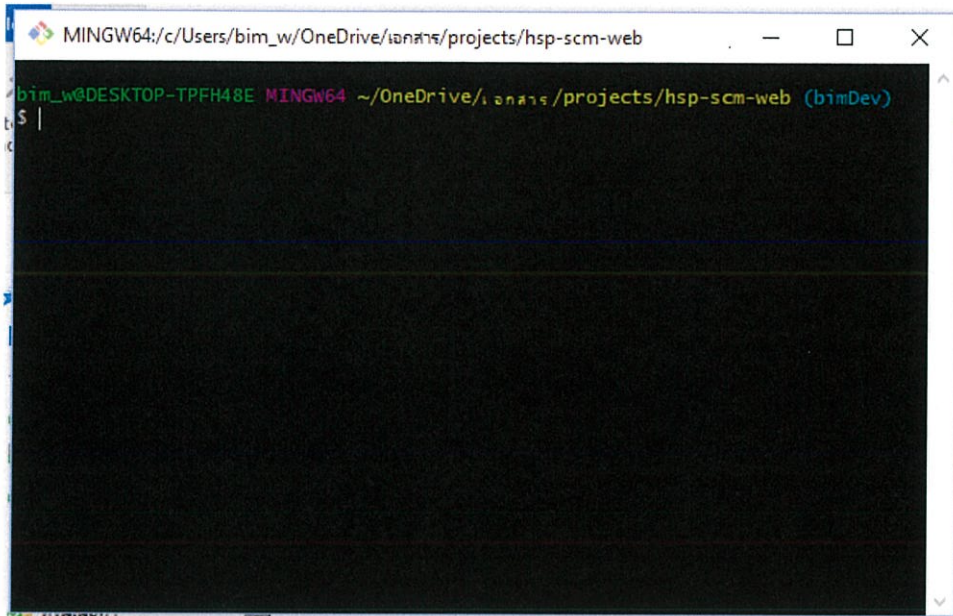 MINGW64:/c/Users/bim_w/OneDrive/เอกสาร/projects/hsp-scm-web
bim_w@DESKTOP-TPFH48E MINGW64 ~/OneDrive/เอกสาร/projects/hsp-scm-web (bimDev)
$